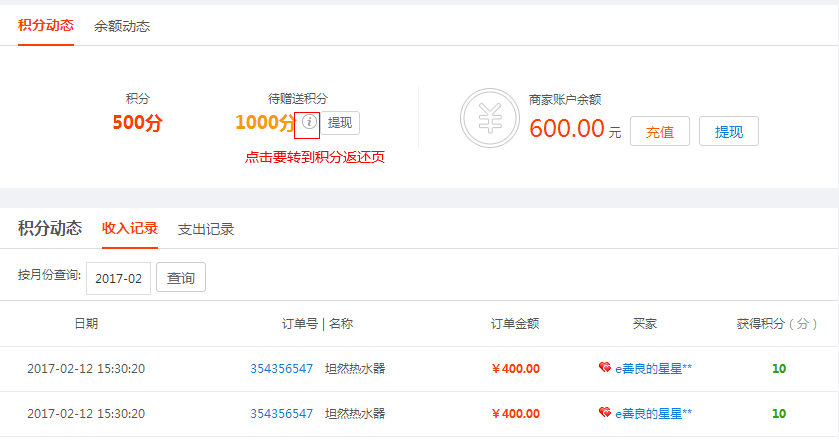 积分动态 余额动态
积分 待赠送积分 商家账户余额
500分 1000分 i 提现 ¥ 600.00 元 充值 提现
点击要转到积分返还页
积分动态 收入记录 支出记录
按月份查询: 2017-02 查询
日期 订单号 | 名称 订单金额 买家 获得积分（分）
2017-02-12 15:30:20 354356547 坦然热水器 ¥400.00 e善良的星星** 10
2017-02-12 15:30:20 354356547 坦然热水器 ¥400.00 e善良的星星** 10